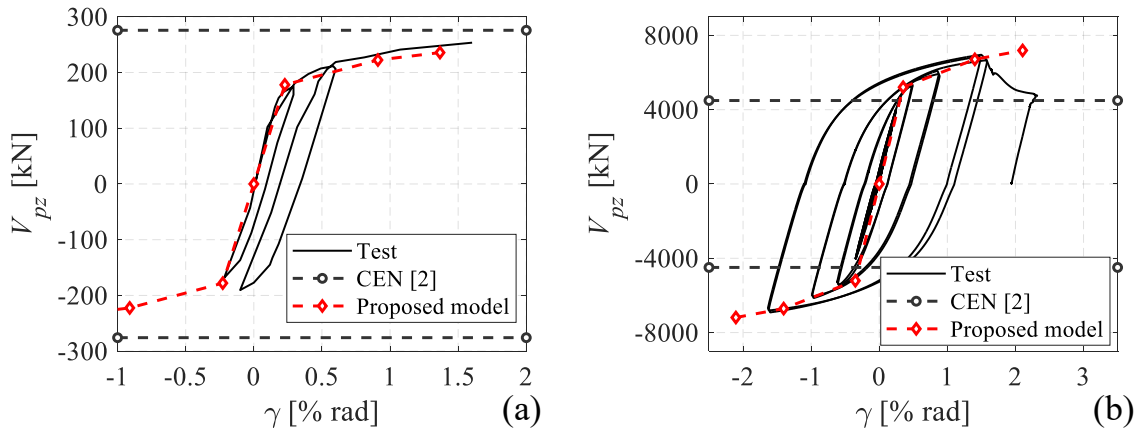 300
200
100
0
-100
-200
-300
V_pz [kN]
-1
-0.5
0
0.5
1
1.5
2
γ [% rad]
(a)
Test
CEN [2]
Proposed model
8000
4000
0
-4000
-8000
V_pz [kN]
-2
-1
0
1
2
3
γ [% rad]
(b)
Test
CEN [2]
Proposed model